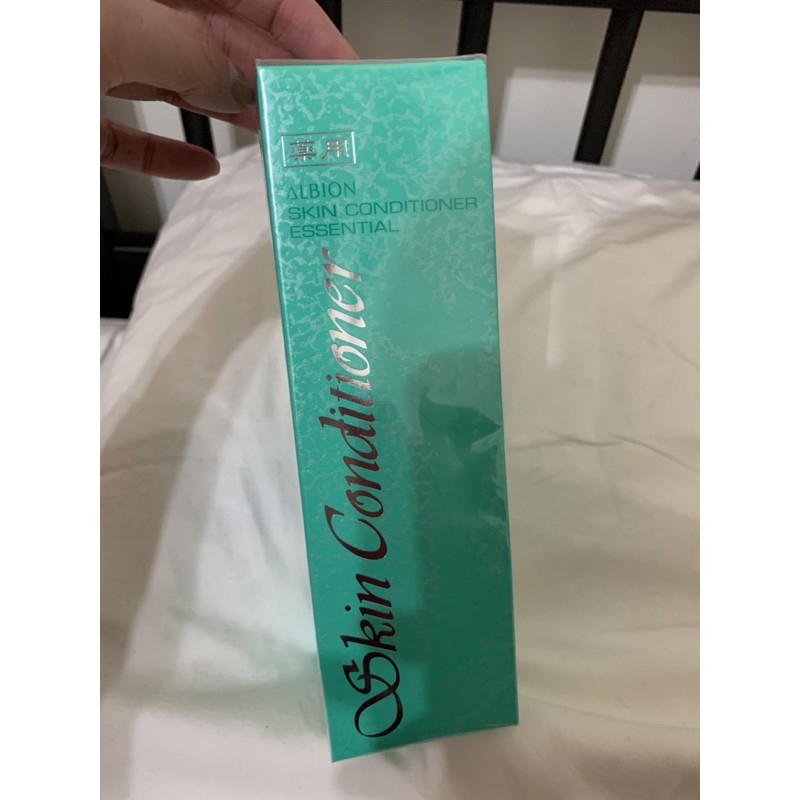 薬用
ALBION
SKIN CONDITIONER
ESSENTIAL
Skin Conditioner